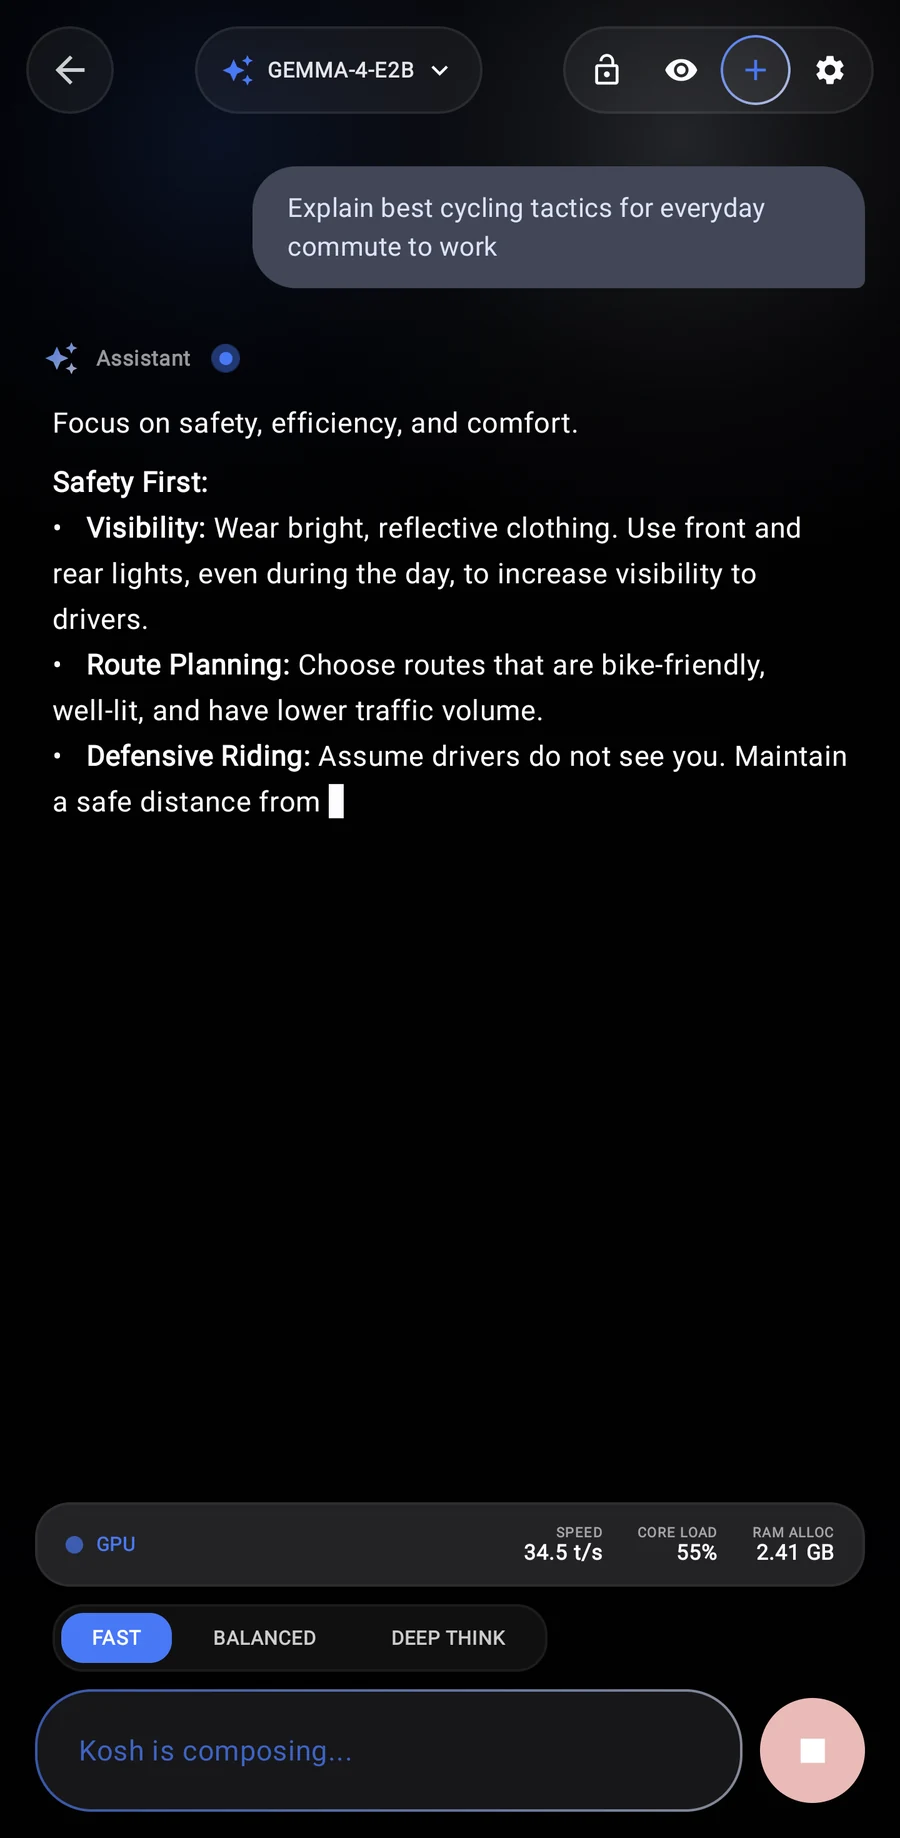 GEMMA-4-E2B
Explain best cycling tactics for everyday
commute to work
Assistant
Focus on safety, efficiency, and comfort.
Safety First:
• Visibility: Wear bright, reflective clothing. Use front and
rear lights, even during the day, to increase visibility to
drivers.
• Route Planning: Choose routes that are bike-friendly,
well-lit, and have lower traffic volume.
• Defensive Riding: Assume drivers do not see you. Maintain
a safe distance from
GPU
SPEED
34.5 t/s
CORE LOAD
55%
RAM ALLOC
2.41 GB
FAST
BALANCED
DEEP THINK
Kosh is composing...